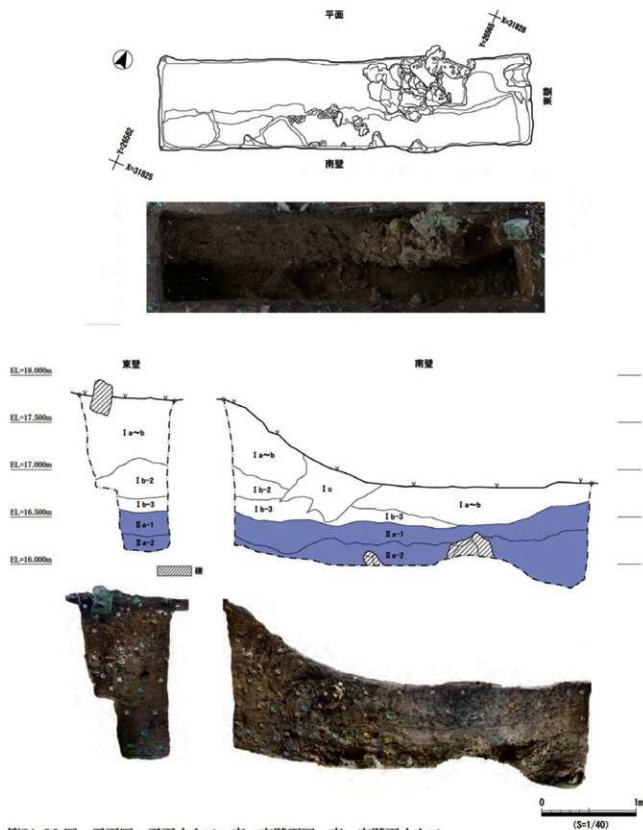 平面
Y=26565
X=31828
東壁
Y=26562
X=31825
南壁
東壁
南壁
EL=18.000m
EL=17.500m
EL=17.000m
EL=16.500m
EL=16.000m
Ⅰa~b
Ⅰb-2
Ⅰb-3
Ⅱa-1
Ⅱa-2
Ⅰa~b
Ⅰb-2
Ⅰb-3
Ⅰc
Ⅰa~b
Ⅰb-3
Ⅱa-1
Ⅱa-2
礫
0 1m
(S=1/40)